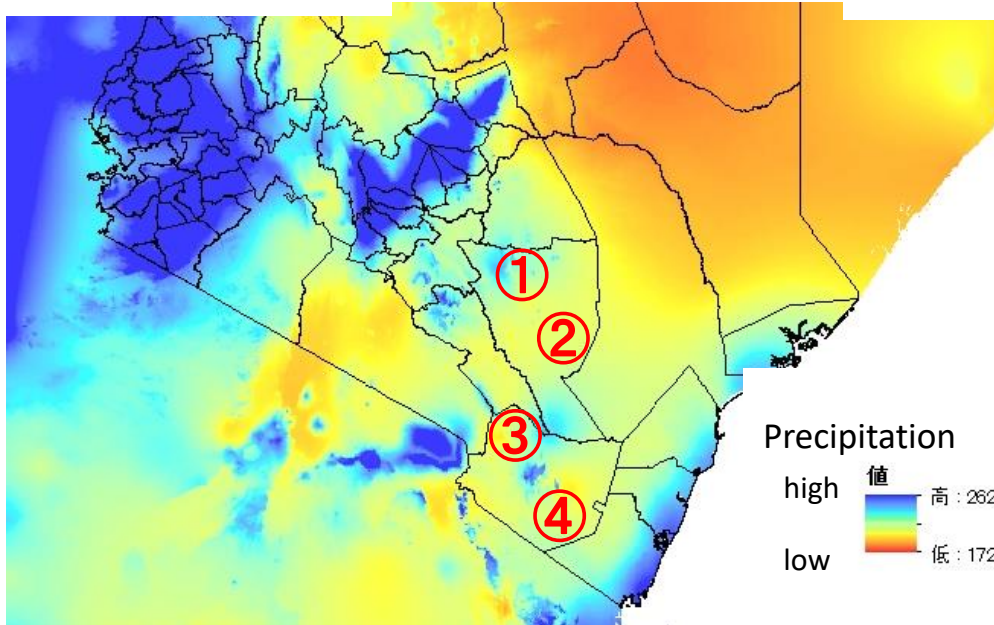 ①
②
③
④
Precipitation
high
low
値
高 : 262
低 : 172